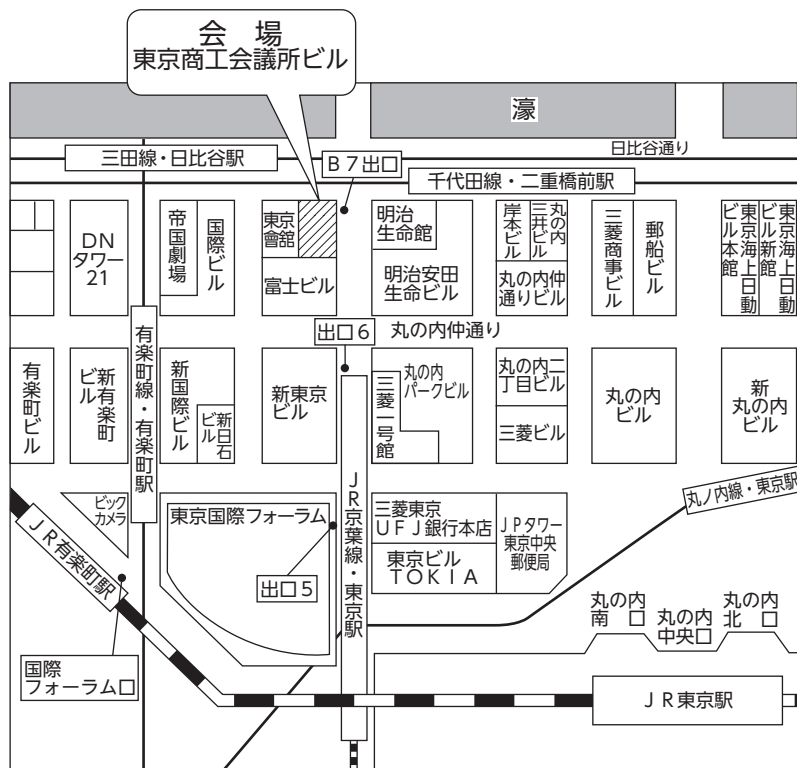 会　場
東京商工会議所ビル
濠
日比谷通り
三田線・日比谷駅
Ｂ７出口
千代田線・二重橋前駅
DN
タワー
21
帝国劇場
国際ビル
東京
會舘
富士ビル
明治
生命館
明治安田
生命ビル
岸本ビル
三井ビル
丸の内
丸の内仲
通りビル
三菱商事ビル
郵船ビル
東京海上日動
ビル本館
東京海上日動
ビル新館
出口６
丸の内仲通り
有楽町ビル
新有楽町
ビル
有楽町線・有楽町駅
新国際ビル
新日石
ビル
新東京
ビル
三菱一号館
丸の内
パークビル
丸の内二
丁目ビル
三菱ビル
丸の内
ビル
新
丸の内
ビル
丸ノ内線・東京駅
ビック
カメラ
ＪＲ有楽町駅
東京国際フォーラム
出口５
ＪＲ京葉線・東京駅
三菱東京
ＵＦＪ銀行本店
東京ビル
ＴＯＫＩＡ
ＪＰタワー
東京中央
郵便局
丸の内
南　口
丸の内
中央口
丸の内
北　口
国際
フォーラム口
ＪＲ東京駅